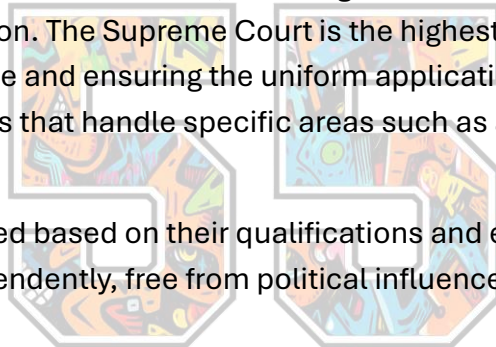 on. The Supreme Court is the highest
e and ensuring the uniform applicati
s that handle specific areas such as
ed based on their qualifications and e
endently, free from political influence
55